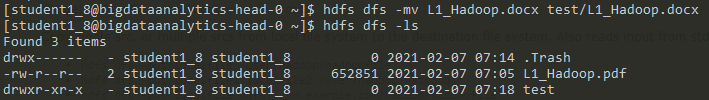 [student1_8@bigdataanalytics-head-0 ~]$ hdfs dfs -mv L1_Hadoop.docx test/L1_Hadoop.docx
[student1_8@bigdataanalytics-head-0 ~]$ hdfs dfs -ls
Found 3 items
drwx------   - student1_8 student1_8          0 2021-02-07 07:14 .Trash
-rw-r--r--   2 student1_8 student1_8     652851 2021-02-07 07:05 L1_Hadoop.pdf
drwxr-xr-x   - student1_8 student1_8          0 2021-02-07 07:18 test